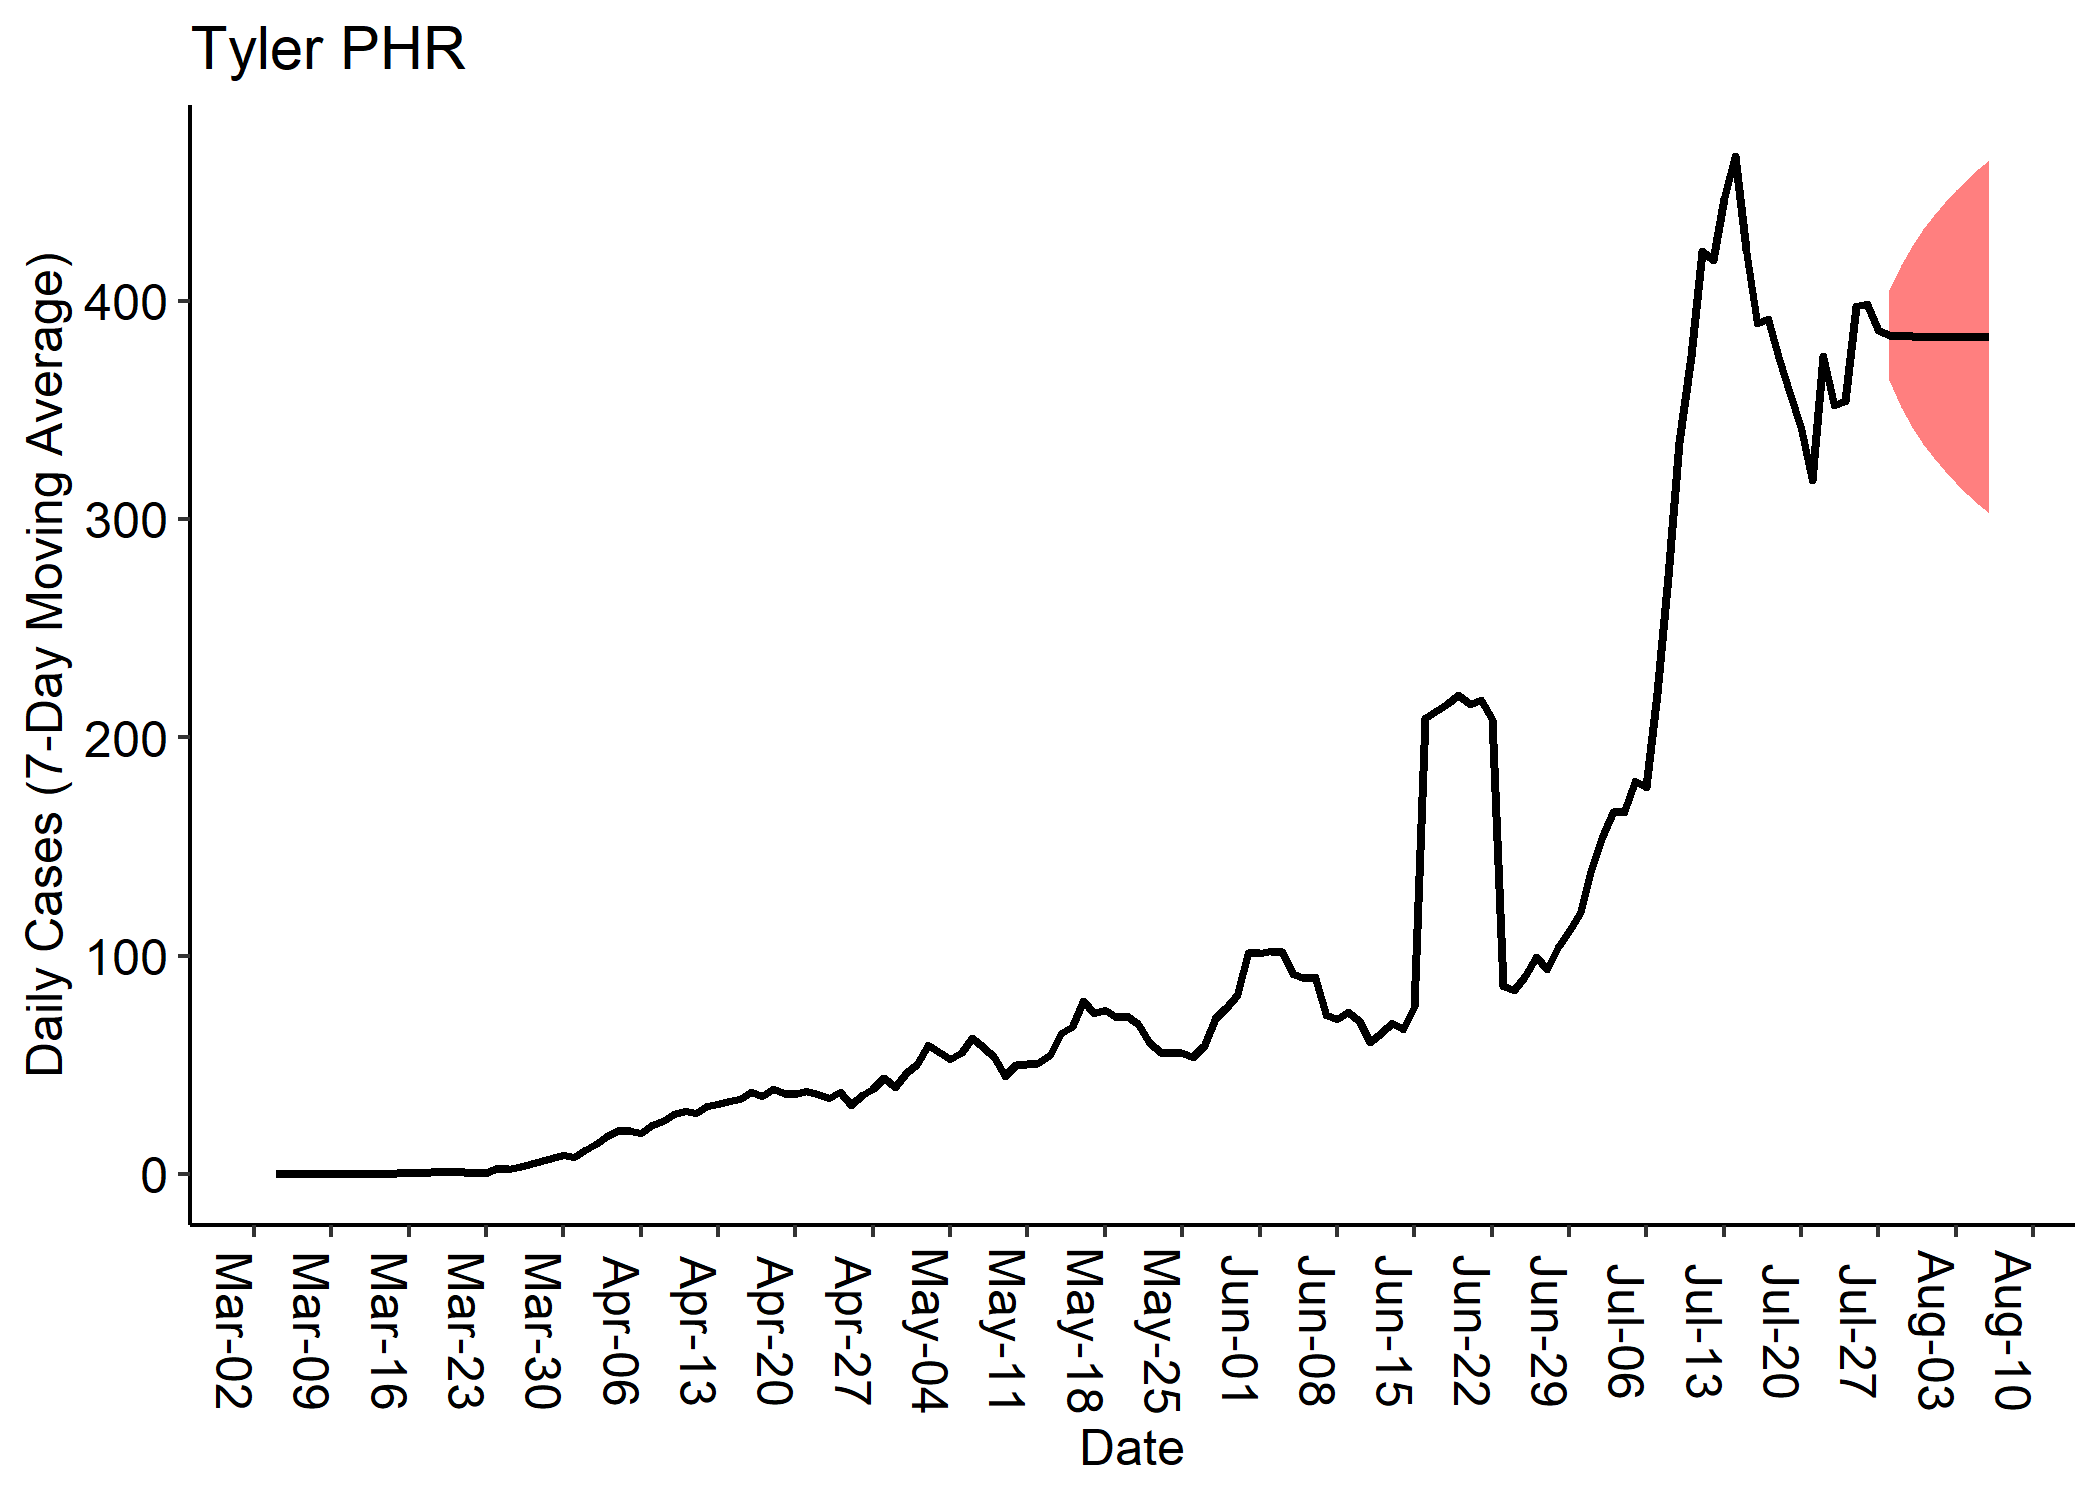 Tyler PHR
Daily Cases (7-Day Moving Average)
400
300
200
100
0
Mar-02
Mar-09
Mar-16
Mar-23
Mar-30
Apr-06
Apr-13
Apr-20
Apr-27
May-04
May-11
May-18
May-25
Jun-01
Jun-08
Jun-15
Jun-22
Jun-29
Jul-06
Jul-13
Jul-20
Jul-27
Aug-03
Aug-10
Date